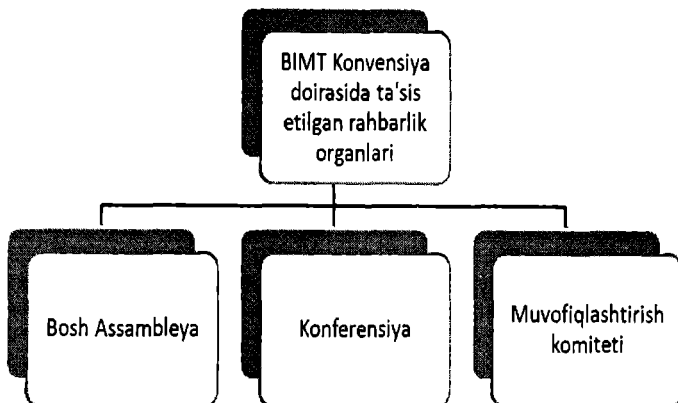 BIMT Konvensiya
doirasida ta'sis
etilgan rahbarlik
organlari
Bosh Assambleya
Konferensiya
Muvofiqlashtirish
komiteti